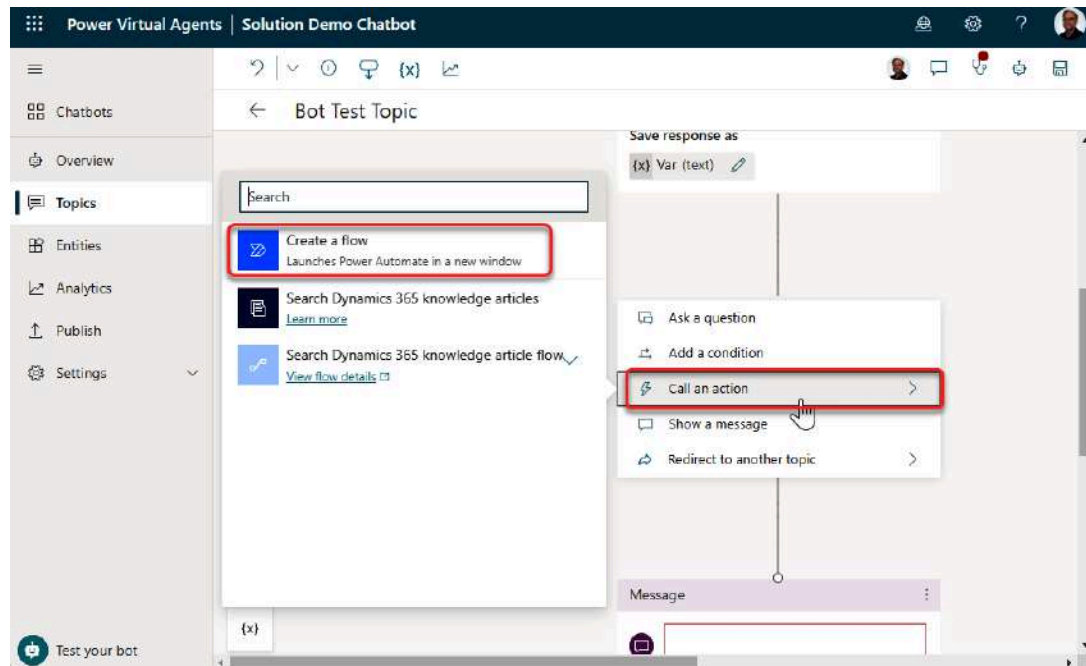 Power Virtual Agents | Solution Demo Chatbot
?
{x}
Chatbots
← Bot Test Topic
Overview
Topics
Entities
Analytics
Publish
Settings
Test your bot
Save response as
{x} Var (text)
Search
Create a flow
Launches Power Automate in a new window
Search Dynamics 365 knowledge articles
Learn more
Search Dynamics 365 knowledge article flow
View flow details
{x}
Ask a question
Add a condition
Call an action
Show a message
Redirect to another topic
Message